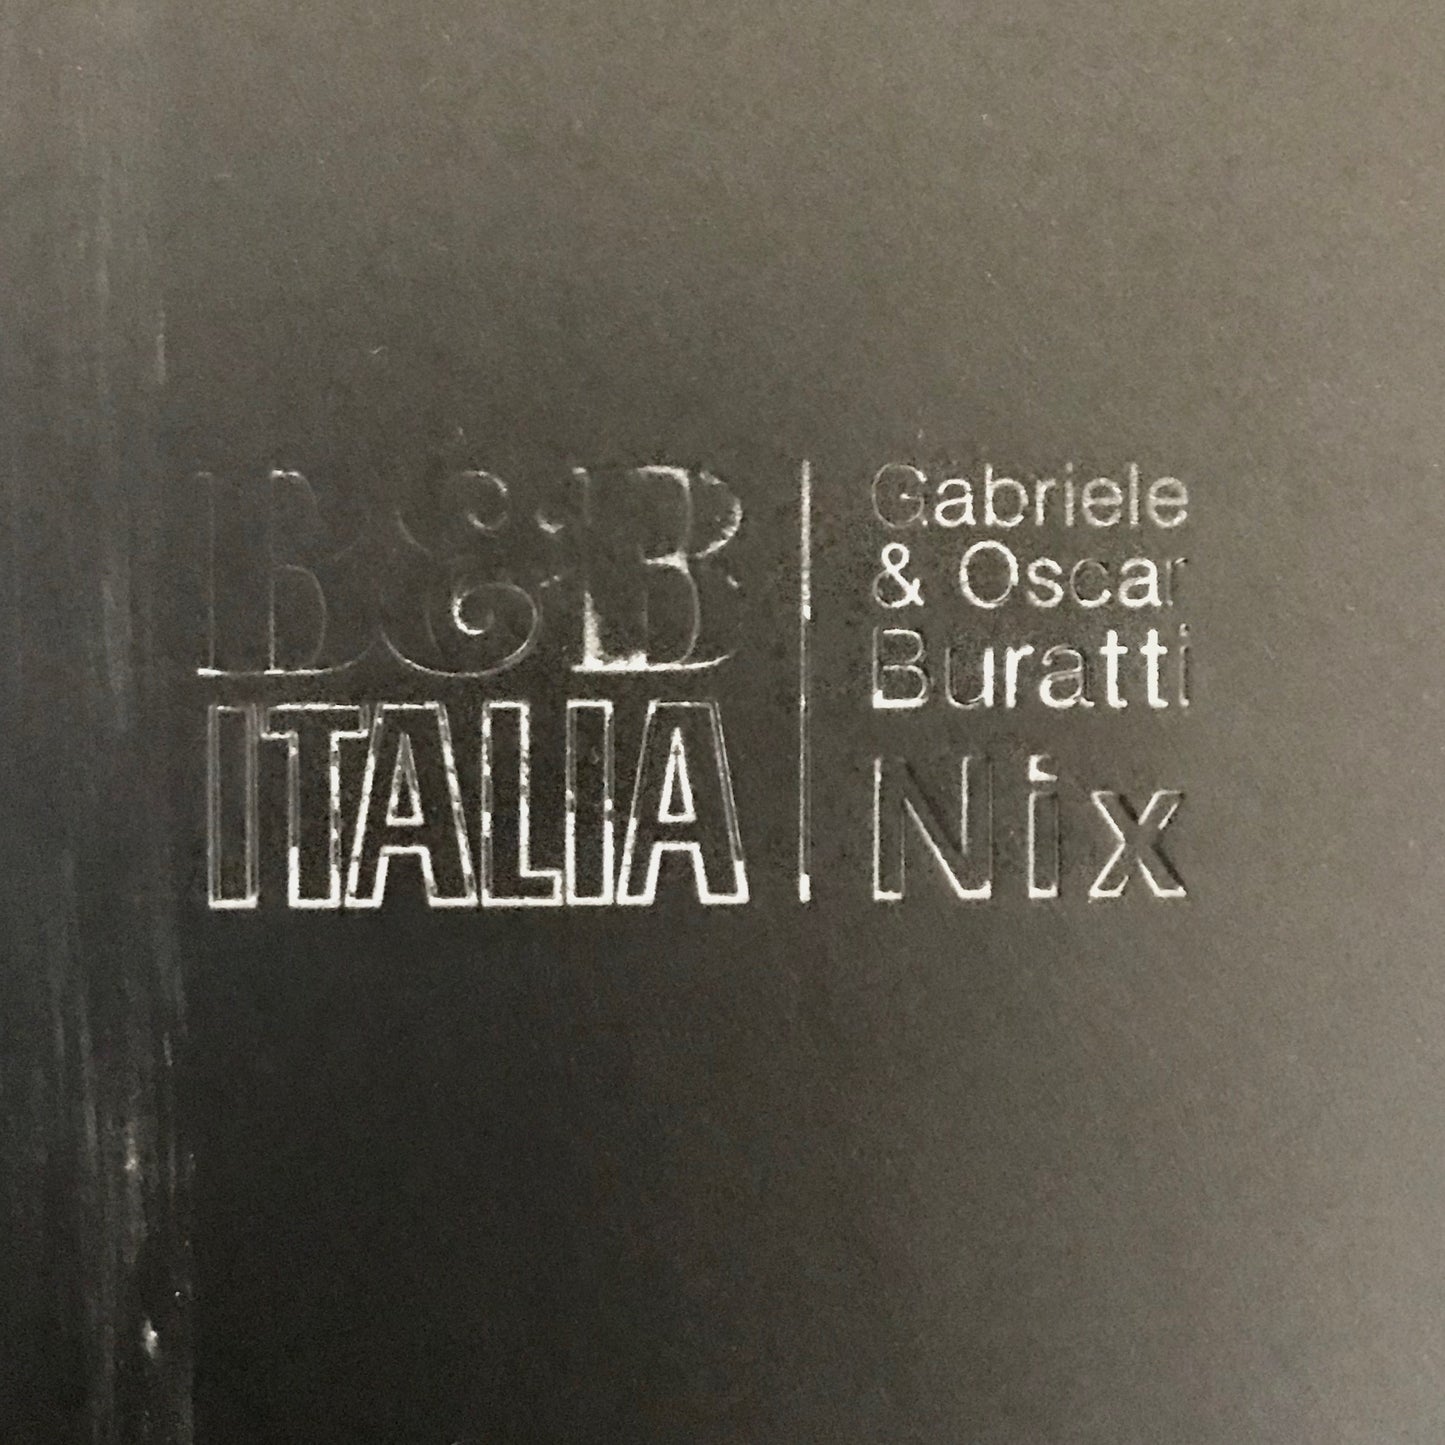 B&B
ITALIA
Gabriele
& Oscar
Buratti
Nix